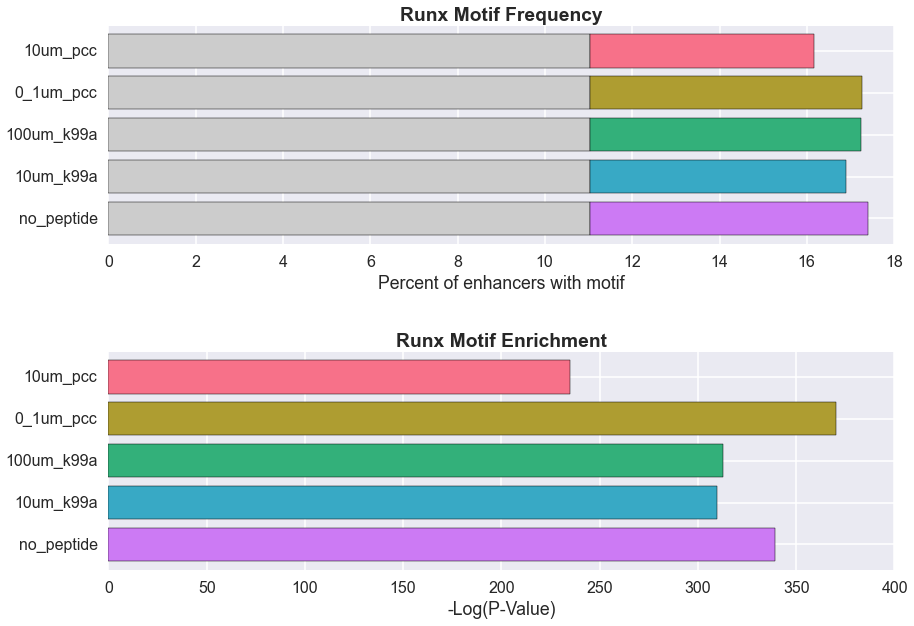 Runx Motif Frequency
10um_pcc
0_1um_pcc
100um_k99a
10um_k99a
no_peptide
0 2 4 6 8 10 12 14 16 18
Percent of enhancers with motif
Runx Motif Enrichment
10um_pcc
0_1um_pcc
100um_k99a
10um_k99a
no_peptide
0 50 100 150 200 250 300 350 400
-Log(P-Value)